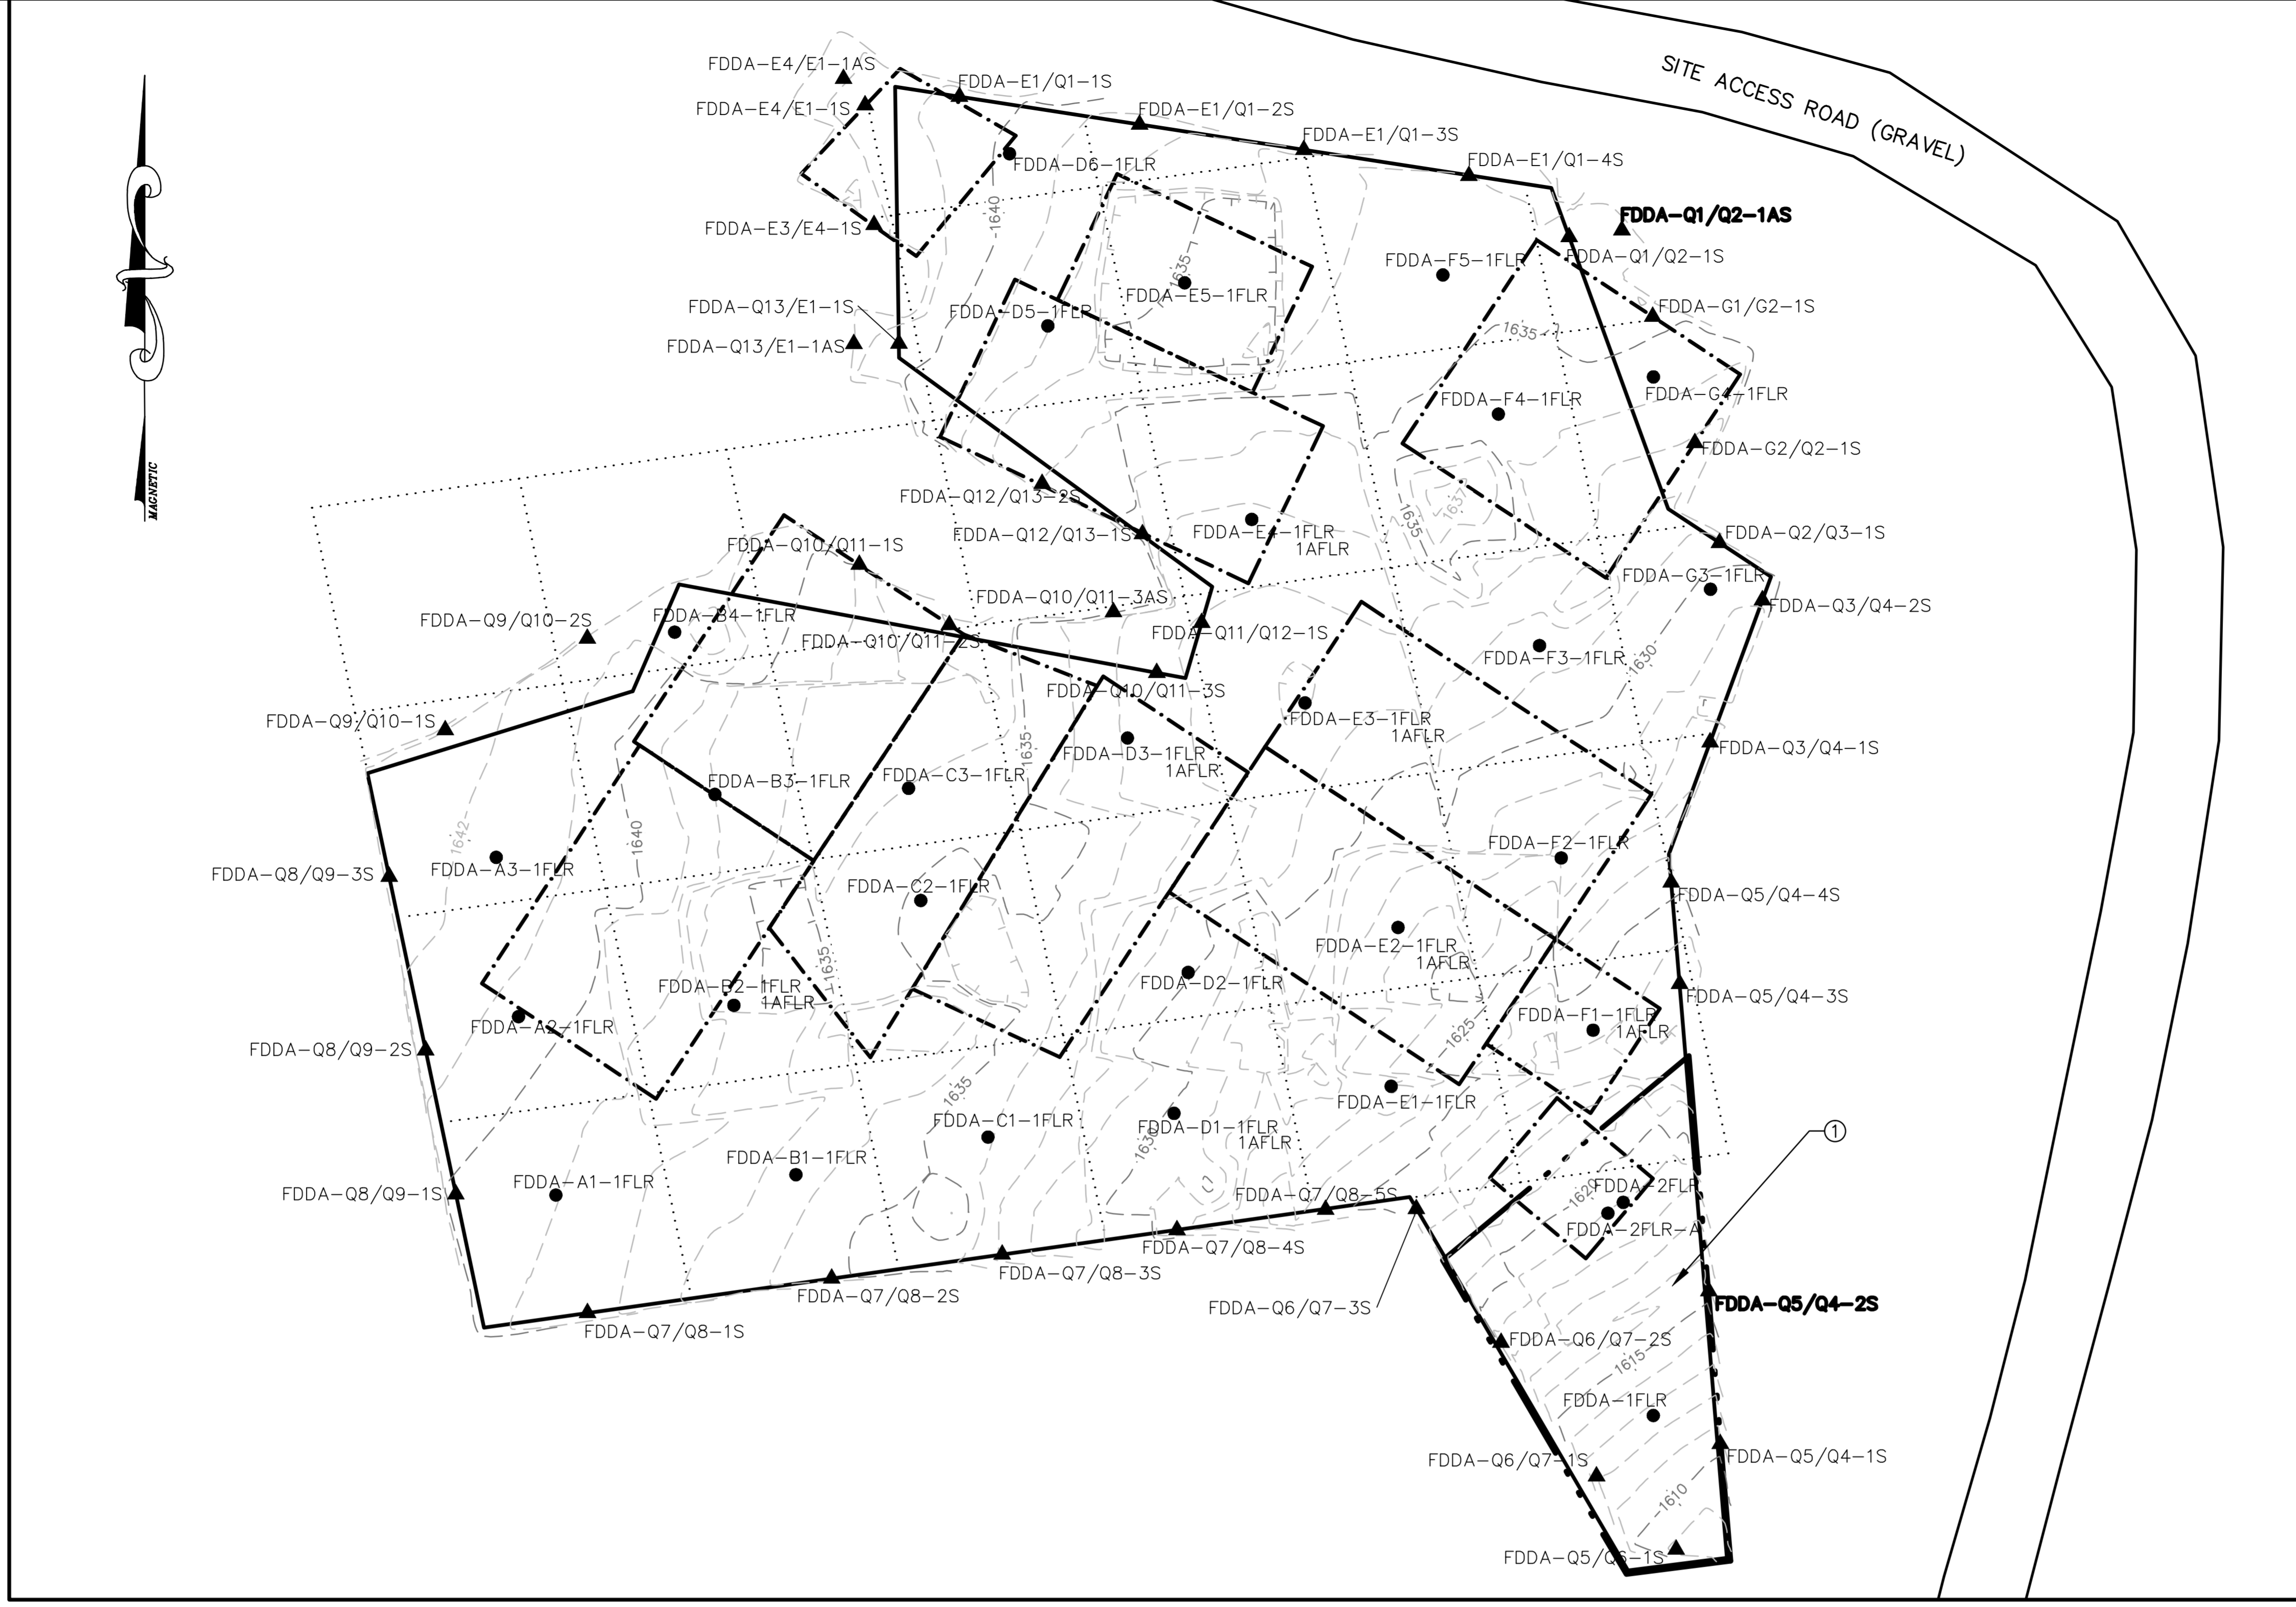 SITE ACCESS ROAD (GRAVEL)
FDDA-E4/E1-1AS
FDDA-E1/Q1-1S
FDDA-E4/E1-1S
FDDA-E1/Q1-2S
FDDA-E1/Q1-3S
FDDA-D6-1FLR
FDDA-E1/Q1-4S
1640
FDDA-Q1/Q2-1AS
FDDA-E3/E4-1S
FDDA-Q1/Q2-1S
FDDA-F5-1FLR
1635
FDDA-E5-1FLR
FDDA-Q13/E1-1S
FDDA-D5-1FLR
FDDA-G1/G2-1S
1635
FDDA-Q13/E1-1AS
FDDA-G4-1FLR
FDDA-F4-1FLR
FDDA-G2/Q2-1S
MAGNETIC
FDDA-Q12/Q13-2S
1637
1635
FDDA-Q12/Q13-1S
FDDA-E4-1FLR
1AFLR
FDDA-Q2/Q3-1S
FDDA-Q10/Q11-1S
FDDA-G3-1FLR
FDDA-Q10/Q11-3AS
FDDA-Q3/Q4-2S
FDDA-B4-1FLR
FDDA-Q9/Q10-2S
FDDA-Q11/Q12-1S
FDDA-Q10/Q11-2S
FDDA-F3-1FLR
1630
FDDA-Q10/Q11-3S
FDDA-Q9/Q10-1S
FDDA-E3-1FLR
1AFLR
FDDA-D3-1FLR
1AFLR
1635
FDDA-Q3/Q4-1S
FDDA-B3-1FLR
FDDA-C3-1FLR
1642
1640
FDDA-F2-1FLR
FDDA-A3-1FLR
FDDA-Q8/Q9-3S
FDDA-C2-1FLR
FDDA-Q5/Q4-4S
FDDA-E2-1FLR
1AFLR
1635
FDDA-D2-1FLR
FDDA-B2-1FLR
1AFLR
FDDA-Q5/Q4-3S
FDDA-F1-1FLR
1AFLR
FDDA-A2-1FLR
1625
FDDA-Q8/Q9-2S
1635
FDDA-E1-1FLR
FDDA-C1-1FLR
FDDA-D1-1FLR
1AFLR
1630
1
FDDA-B1-1FLR
FDDA-A1-1FLR
FDDA-Q8/Q9-1S
FDDA-Q7/Q8-5S
1620
FDDA-2FLR
FDDA-2FLR-A
FDDA-Q7/Q8-4S
FDDA-Q7/Q8-3S
FDDA-Q7/Q8-2S
FDDA-Q6/Q7-3S
FDDA-Q5/Q4-2S
FDDA-Q7/Q8-1S
FDDA-Q6/Q7-2S
1615
FDDA-1FLR
FDDA-Q6/Q7-1S
FDDA-Q5/Q4-1S
1610
FDDA-Q5/Q6-1S